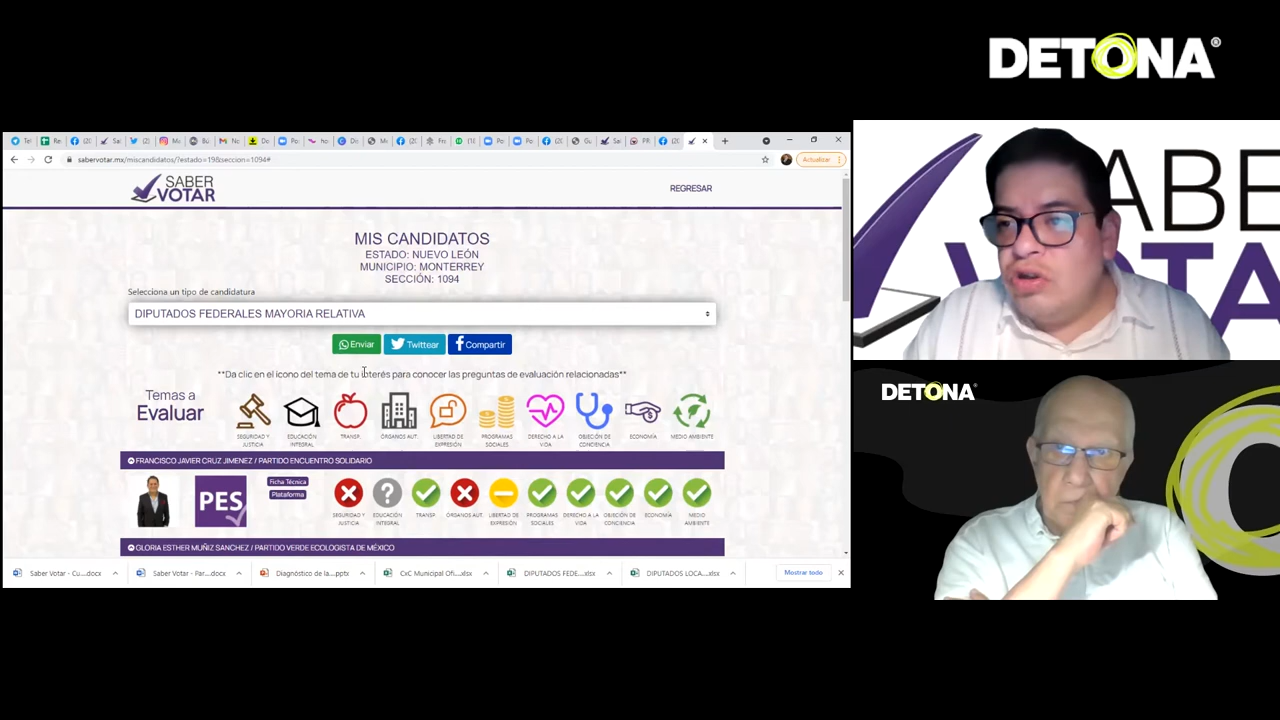 DETONA®
sabervotar.mx/miscandidatos/?estado=19&seccion=1094#
Actualizar
SABER
VOTAR
REGRESAR
MIS CANDIDATOS
ESTADO: NUEVO LEÓN
MUNICIPIO: MONTERREY
SECCIÓN: 1094
Selecciona un tipo de candidatura
DIPUTADOS FEDERALES MAYORIA RELATIVA
Enviar
Twittear
Compartir
**Da clic en el ícono del tema de tu interés para conocer las preguntas de evaluación relacionadas**
Temas a
Evaluar
SEGURIDAD Y JUSTICIA
EDUCACIÓN INTEGRAL
TRANSP.
ÓRGANOS AUT.
LIBERTAD DE EXPRESIÓN
PROGRAMAS SOCIALES
DERECHO A LA VIDA
OBJECIÓN DE CONCIENCIA
ECONOMÍA
MEDIO AMBIENTE
FRANCISCO JAVIER CRUZ JIMENEZ / PARTIDO ENCUENTRO SOLIDARIO
PES
Ficha Técnica
Plataforma
SEGURIDAD Y JUSTICIA
EDUCACIÓN INTEGRAL
TRANSP.
ÓRGANOS AUT.
LIBERTAD DE EXPRESIÓN
PROGRAMAS SOCIALES
DERECHO A LA VIDA
OBJECIÓN DE CONCIENCIA
ECONOMÍA
MEDIO AMBIENTE
GLORIA ESTHER MUÑIZ SANCHEZ / PARTIDO VERDE ECOLOGISTA DE MÉXICO
Saber Votar - Cu....docx
Saber Votar - Par....docx
Diagnóstico de la....pptx
CxC Municipal Ofi....xlsx
DIPUTADOS FEDE....xlsx
DIPUTADOS LOCA....xlsx
Mostrar todo
ABE
VOTA
DETONA®